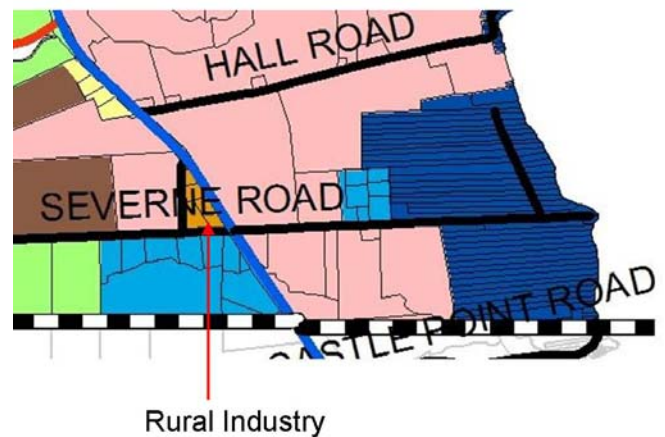 HALL ROAD
SEVERNE ROAD
CASTLE POINT ROAD
Rural Industry